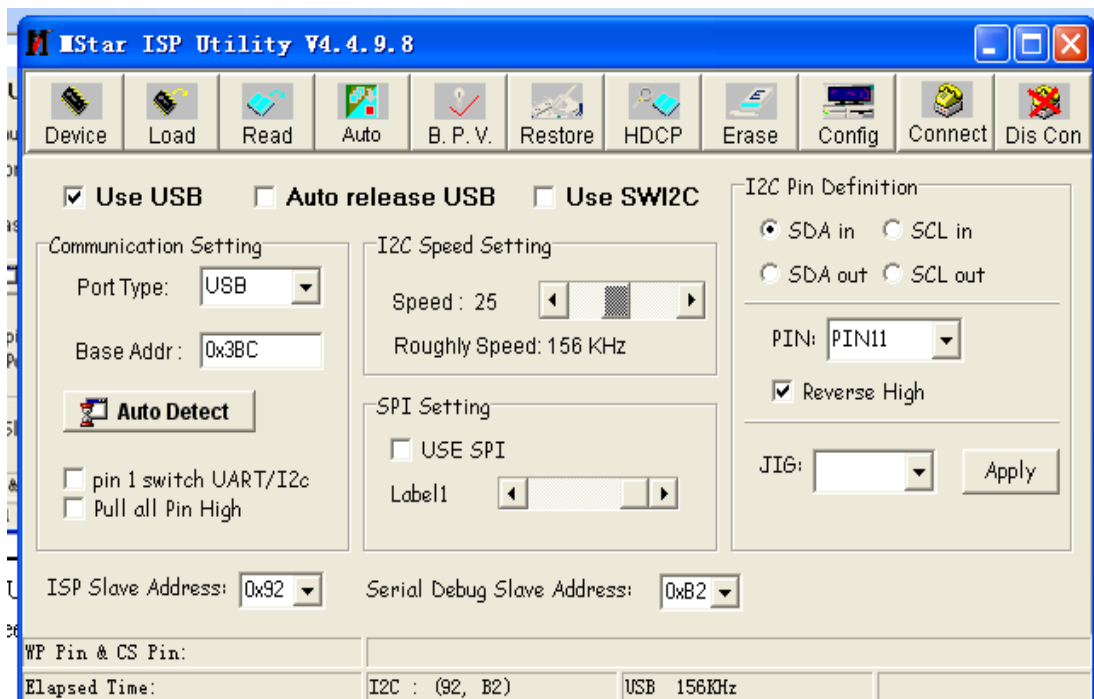 MStar ISP Utility V4.4.9.8
Device Load Read Auto B.P.V. Restore HDCP Erase Config Connect Dis Con
Use USB Auto release USB Use SWI2C
Communication Setting
Port Type: USB
Base Addr: 0x3BC
Auto Detect
pin 1 switch UART/I2c
Pull all Pin High
I2C Speed Setting
Speed: 25
Roughly Speed: 156 KHz
SPI Setting
USE SPI
Label1
I2C Pin Definition
SDA in SCL in
SDA out SCL out
PIN: PIN11
Reverse High
JIG: Apply
ISP Slave Address: 0x92 Serial Debug Slave Address: 0xB2
WP Pin & CS Pin:
Elapsed Time: I2C : (92, B2) USB 156KHz